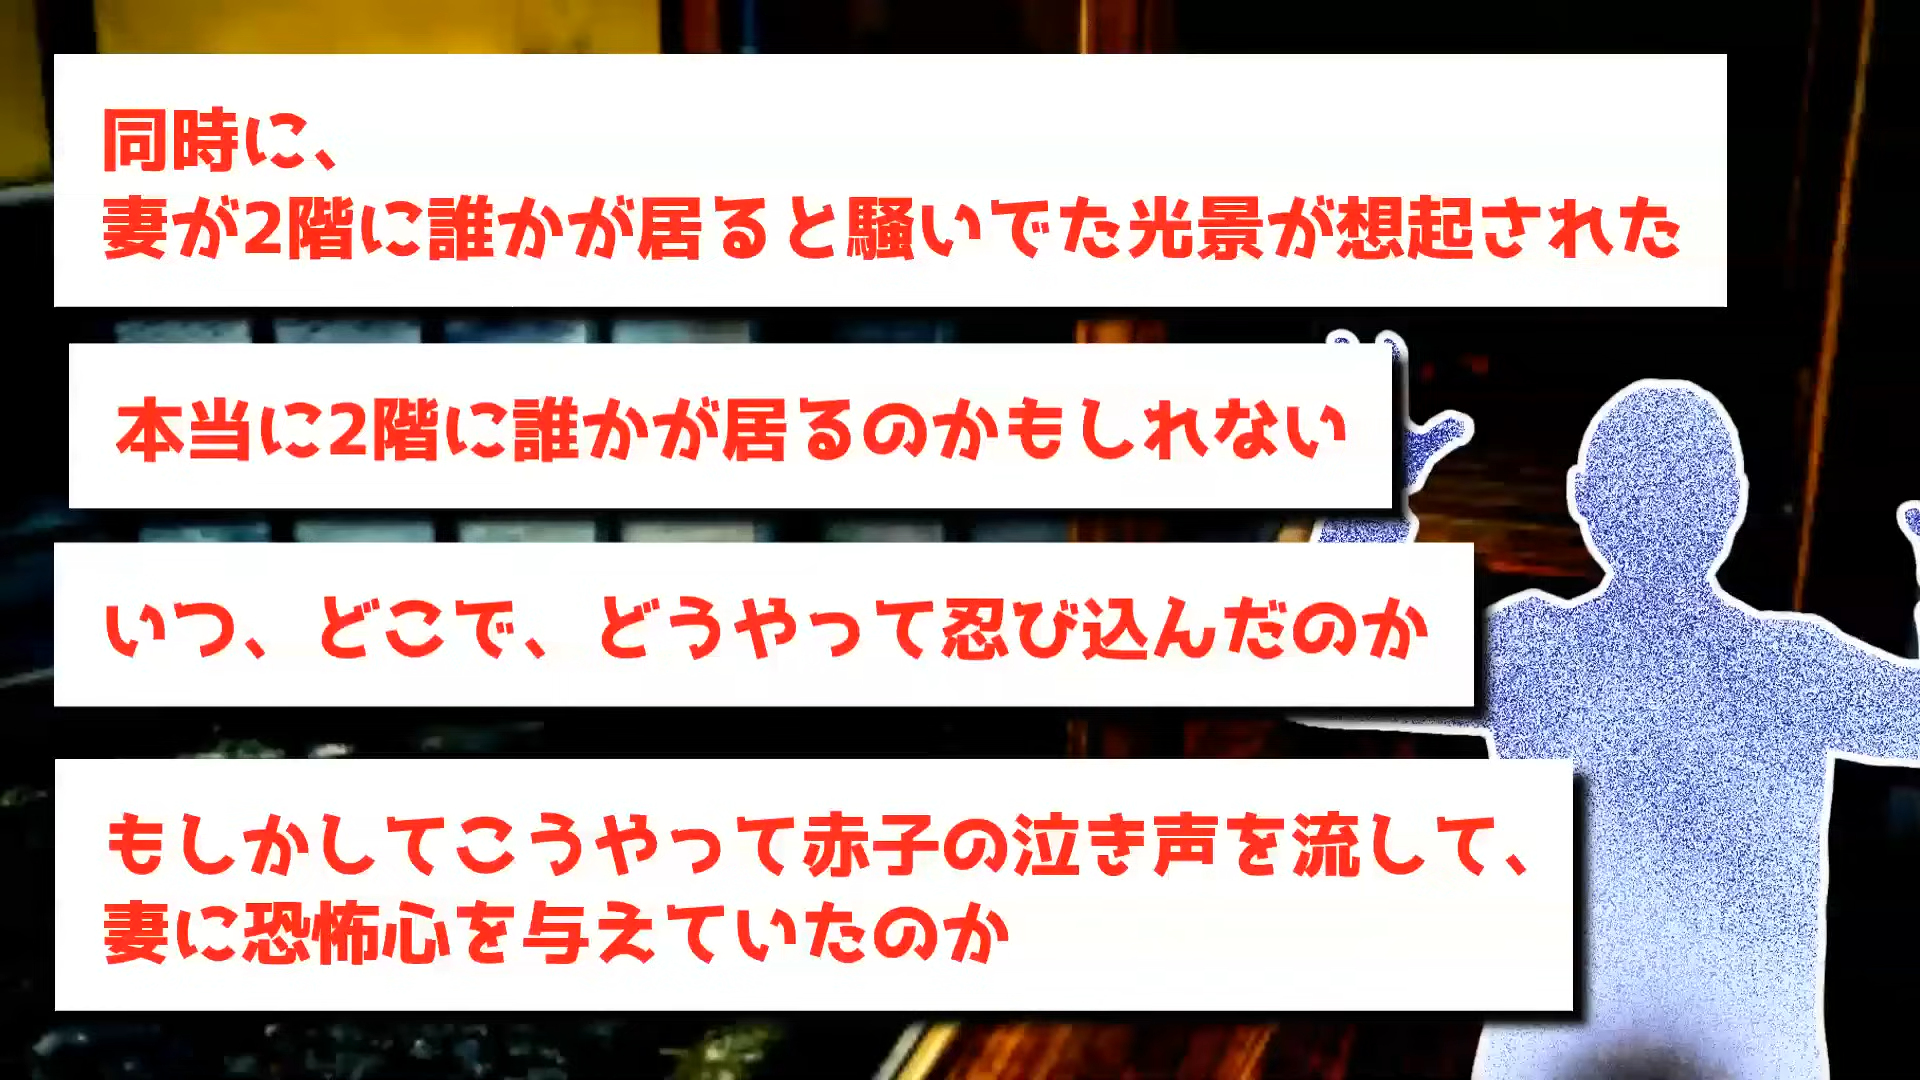 同時に、
妻が2階に誰かが居ると騒いでた光景が想起された
本当に2階に誰かが居るのかもしれない
いつ、どこで、どうやって忍び込んだのか
もしかしてこうやって赤子の泣き声を流して、
妻に恐怖心を与えていたのか